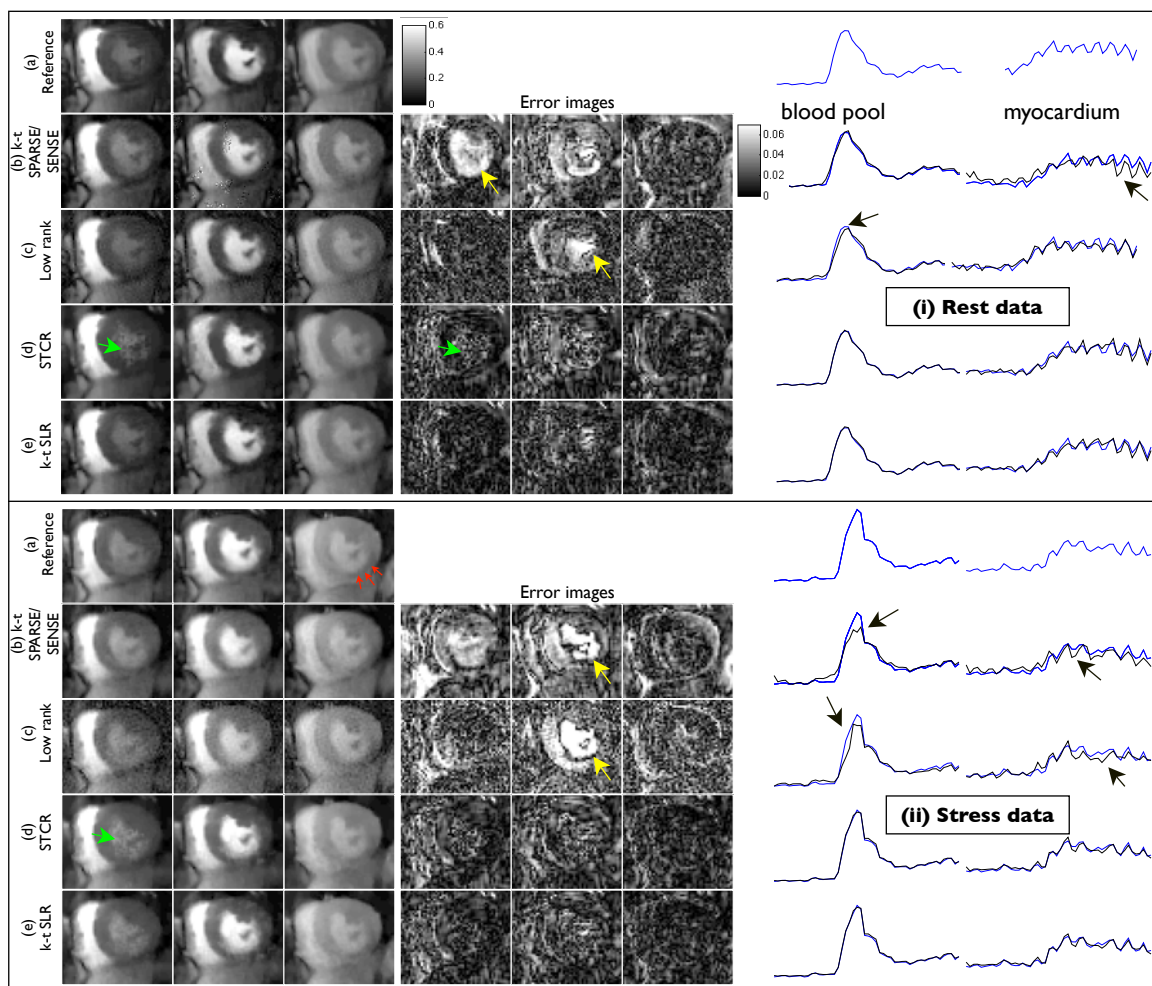 (a)
Reference
0.6
0.4
0.2
0
Error images
blood pool
myocardium
(b) k-t
SPARSE/
SENSE
0.06
0.04
0.02
0
(c)
Low rank
(i) Rest data
(d)
STCR
(e)
k-t SLR
(a)
Reference
Error images
(b) k-t
SPARSE/
SENSE
(c)
Low rank
(ii) Stress data
(d)
STCR
(e)
k-t SLR